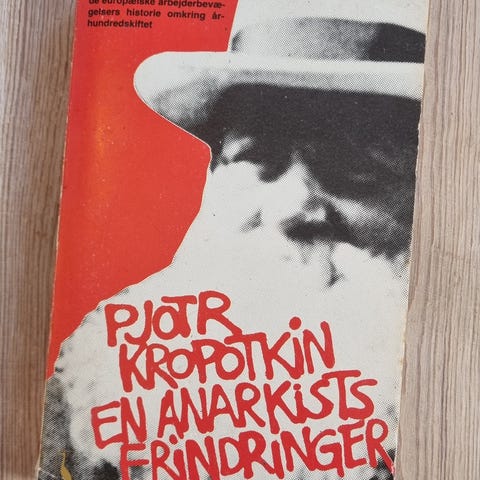 de europæiske arbejderbevæ-
gelsers historie omkring år-
hundredskiftet
PJOTR
KROPOTKIN
EN ANARKISTS
ERINDRINGER